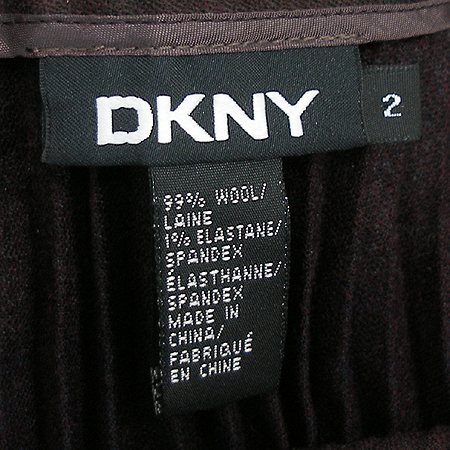 DKNY
2
99% WOOL/
LAINE
1% ELASTANE/
SPANDEX
ÉLASTHANNE/
SPANDEX
MADE IN
CHINA/
FABRIQUÉ
EN CHINE